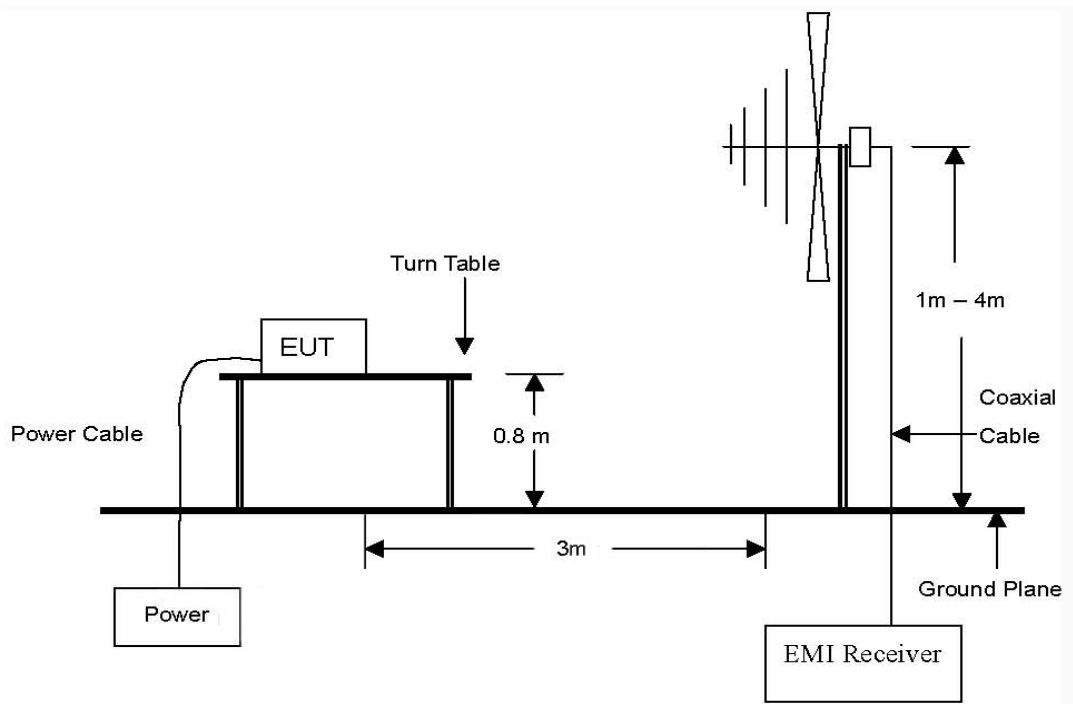 Turn Table
1m – 4m
EUT
Coaxial
Power Cable
0.8 m
Cable
3m
Ground Plane
Power
EMI Receiver